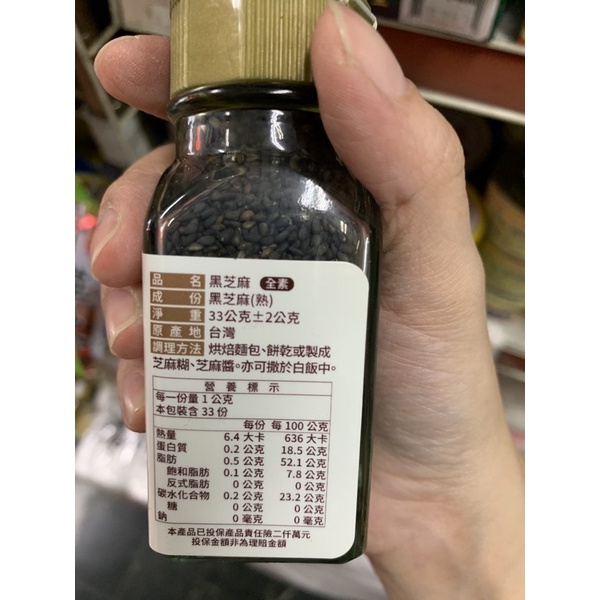 品名 黑芝麻 全素
成份 黑芝麻(熟)
淨重 33公克±2公克
原產地 台灣
調理方法 烘焙麵包、餅乾或製成
芝麻糊、芝麻醬。亦可撒於白飯中。
營養標示
每一份量 1 公克
本包裝含 33 份
每份 每 100 公克
熱量 6.4 大卡 636 大卡
蛋白質 0.2 公克 18.5 公克
脂肪 0.5 公克 52.1 公克
飽和脂肪 0.1 公克 7.8 公克
反式脂肪 0 公克 0 公克
碳水化合物 0.2 公克 23.2 公克
糖 0 公克 0 公克
鈉 0 毫克 0 毫克
本產品已投保產品責任險二仟萬元
投保金額非為理賠金額